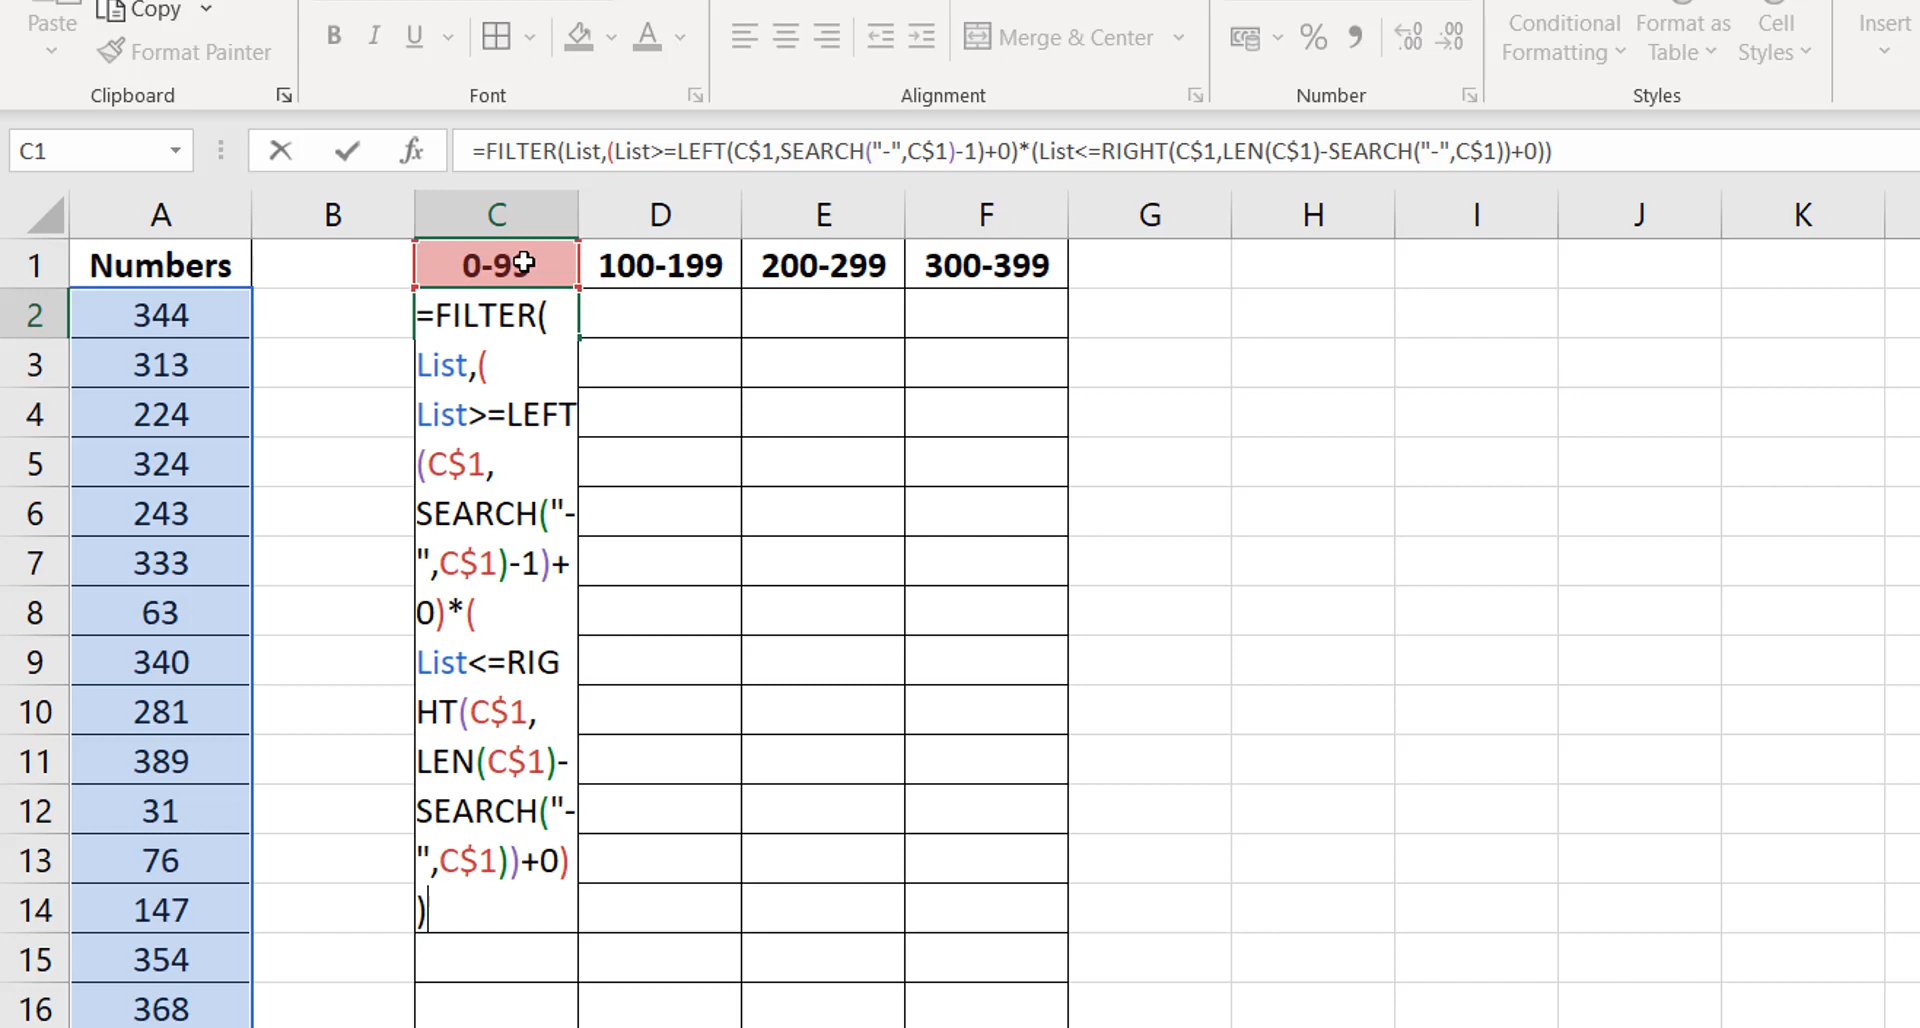 Paste
Copy
Format Painter
Clipboard
B I U
A
Font
Merge & Center
Alignment
% 9
.00
.00
Number
Conditional Formatting
Format as Table
Cell Styles
Styles
Insert
C1
fx
=FILTER(List,(List>=LEFT(C$1,SEARCH("-",C$1)-1)+0)*(List<=RIGHT(C$1,LEN(C$1)-SEARCH("-",C$1))+0))
A B C D E F G H I J K
1 Numbers 0-99 100-199 200-299 300-399
2 344 =FILTER(
3 313 List,(
4 224 List>=LEFT
5 324 (C$1,
6 243 SEARCH("-
7 333 ",C$1)-1)+
8 63 0)*(
9 340 List<=RIG
10 281 HT(C$1,
11 389 LEN(C$1)-
12 31 SEARCH("-
13 76 ",C$1))+0)
14 147 )
15 354
16 368